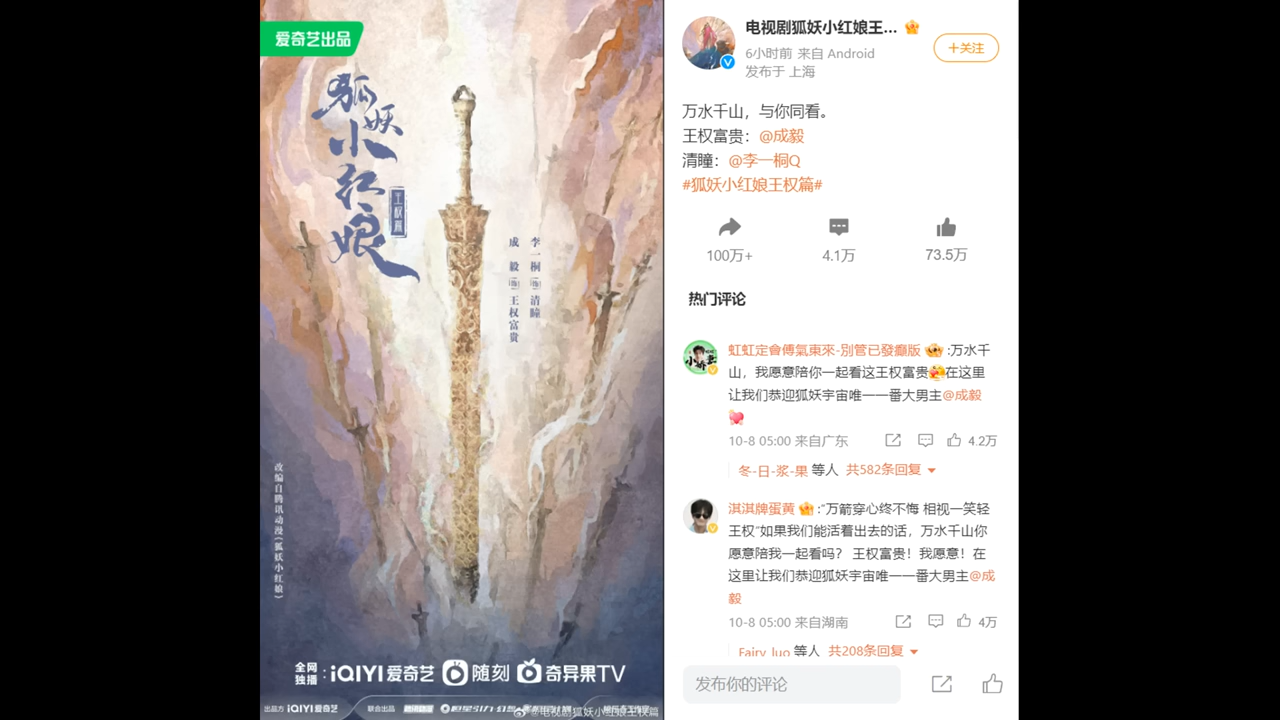 爱奇艺出品
狐妖小红娘
王权篇
李一桐 饰 清瞳
成毅 饰 王权富贵
改编自腾讯动漫《狐妖小红娘》
全网独播：iQIYI爱奇艺 随刻 奇异果TV
出品方 iQIYI爱奇艺 联合出品
@电视剧狐妖小红娘王权篇
电视剧狐妖小红娘王...
6小时前 来自 Android
发布于 上海
+关注
万水千山，与你同看。
王权富贵：@成毅
清瞳：@李一桐Q
#狐妖小红娘王权篇#
100万+ 4.1万 73.5万
热门评论
虹虹定會傅氣東來-別管已發癲版 :万水千
山，我愿意陪你一起看这王权富贵 在这里
让我们恭迎狐妖宇宙唯一一番大男主@成毅
10-8 05:00 来自广东 4.2万
冬-日-浆-果 等人 共582条回复
淇淇牌蛋黄 :“万箭穿心终不悔 相视一笑轻
王权”如果我们能活着出去的话，万水千山你
愿意陪我一起看吗？ 王权富贵！我愿意！在
这里让我们恭迎狐妖宇宙唯一一番大男主@成
毅
10-8 05:00 来自湖南 4万
Fairy_luo 等人 共208条回复
发布你的评论